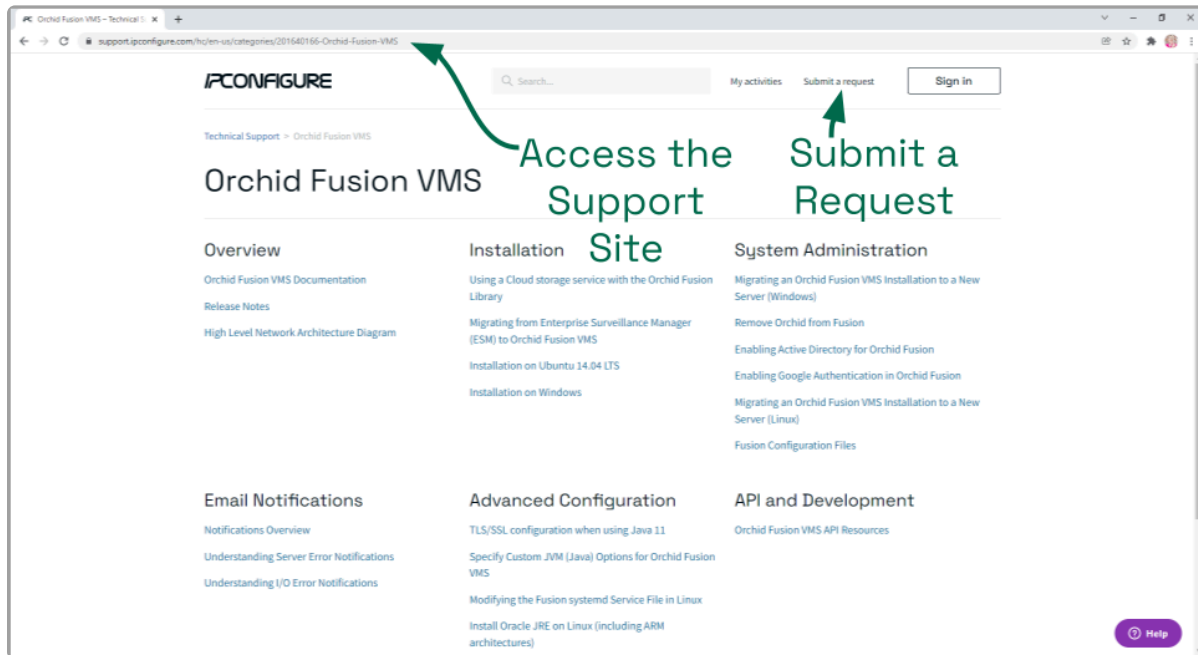 Orchid Fusion VMS – Technical S
support.ipconfigure.com/hc/en-us/categories/201640166-Orchid-Fusion-VMS
IPCONFIGURE
Search...
My activities
Submit a request
Sign in
Technical Support > Orchid Fusion VMS
Orchid Fusion VMS
Access the
Support
Site
Submit a
Request
Overview
Orchid Fusion VMS Documentation
Release Notes
High Level Network Architecture Diagram
Installation
Using a Cloud storage service with the Orchid Fusion
Library
Migrating from Enterprise Surveillance Manager
(ESM) to Orchid Fusion VMS
Installation on Ubuntu 14.04 LTS
Installation on Windows
System Administration
Migrating an Orchid Fusion VMS Installation to a New
Server (Windows)
Remove Orchid from Fusion
Enabling Active Directory for Orchid Fusion
Enabling Google Authentication in Orchid Fusion
Migrating an Orchid Fusion VMS Installation to a New
Server (Linux)
Fusion Configuration Files
Email Notifications
Notifications Overview
Understanding Server Error Notifications
Understanding I/O Error Notifications
Advanced Configuration
TLS/SSL configuration when using Java 11
Specify Custom JVM (Java) Options for Orchid Fusion
VMS
Modifying the Fusion systemd Service File in Linux
Install Oracle JRE on Linux (including ARM
architectures)
API and Development
Orchid Fusion VMS API Resources
Help